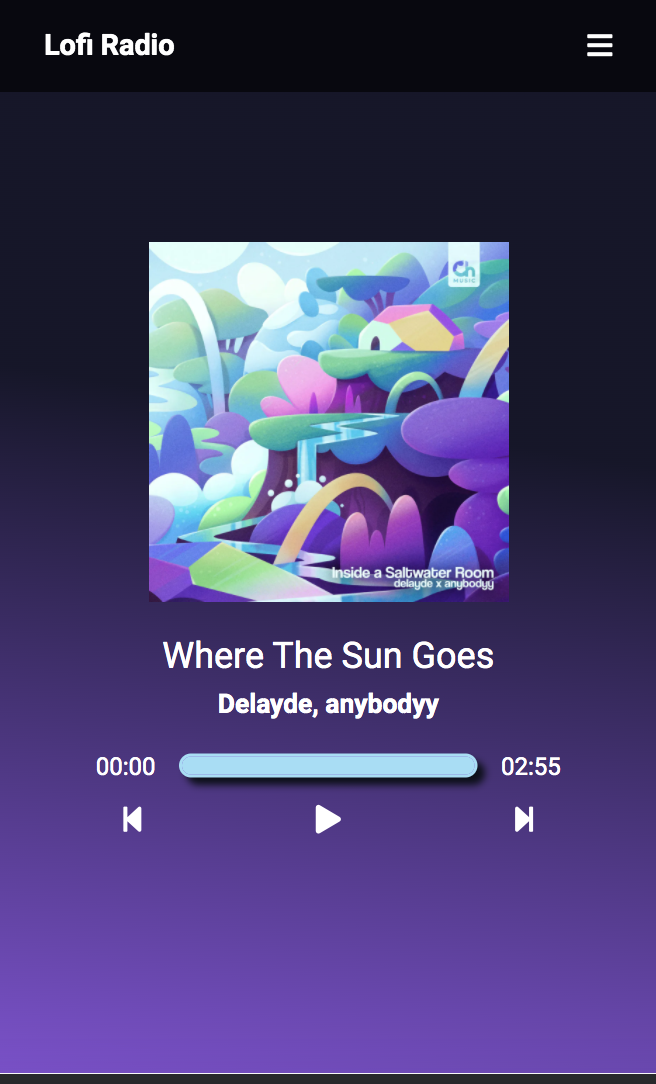 Lofi Radio
Ch
MUSIC
Inside a Saltwater Room
delayde x anybodyy
Where The Sun Goes
Delayde, anybodyy
00:00 02:55